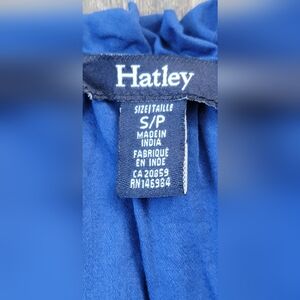 Hatley
SIZE/TAILLE
S/P
MADE IN
INDIA
FABRIQUÉ
EN INDE
CA 20859
RN146984